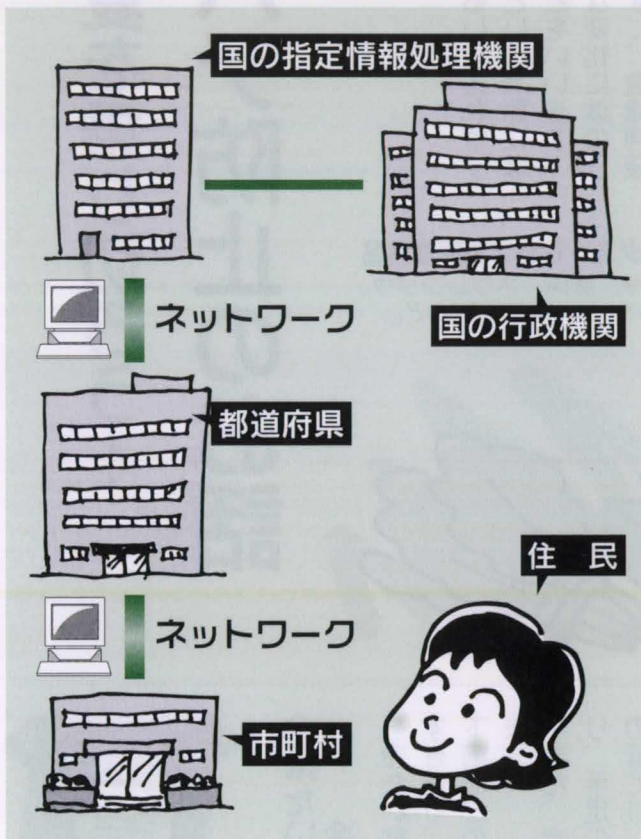 国の指定情報処理機関
国の行政機関
ネットワーク
都道府県
住 民
ネットワーク
市町村